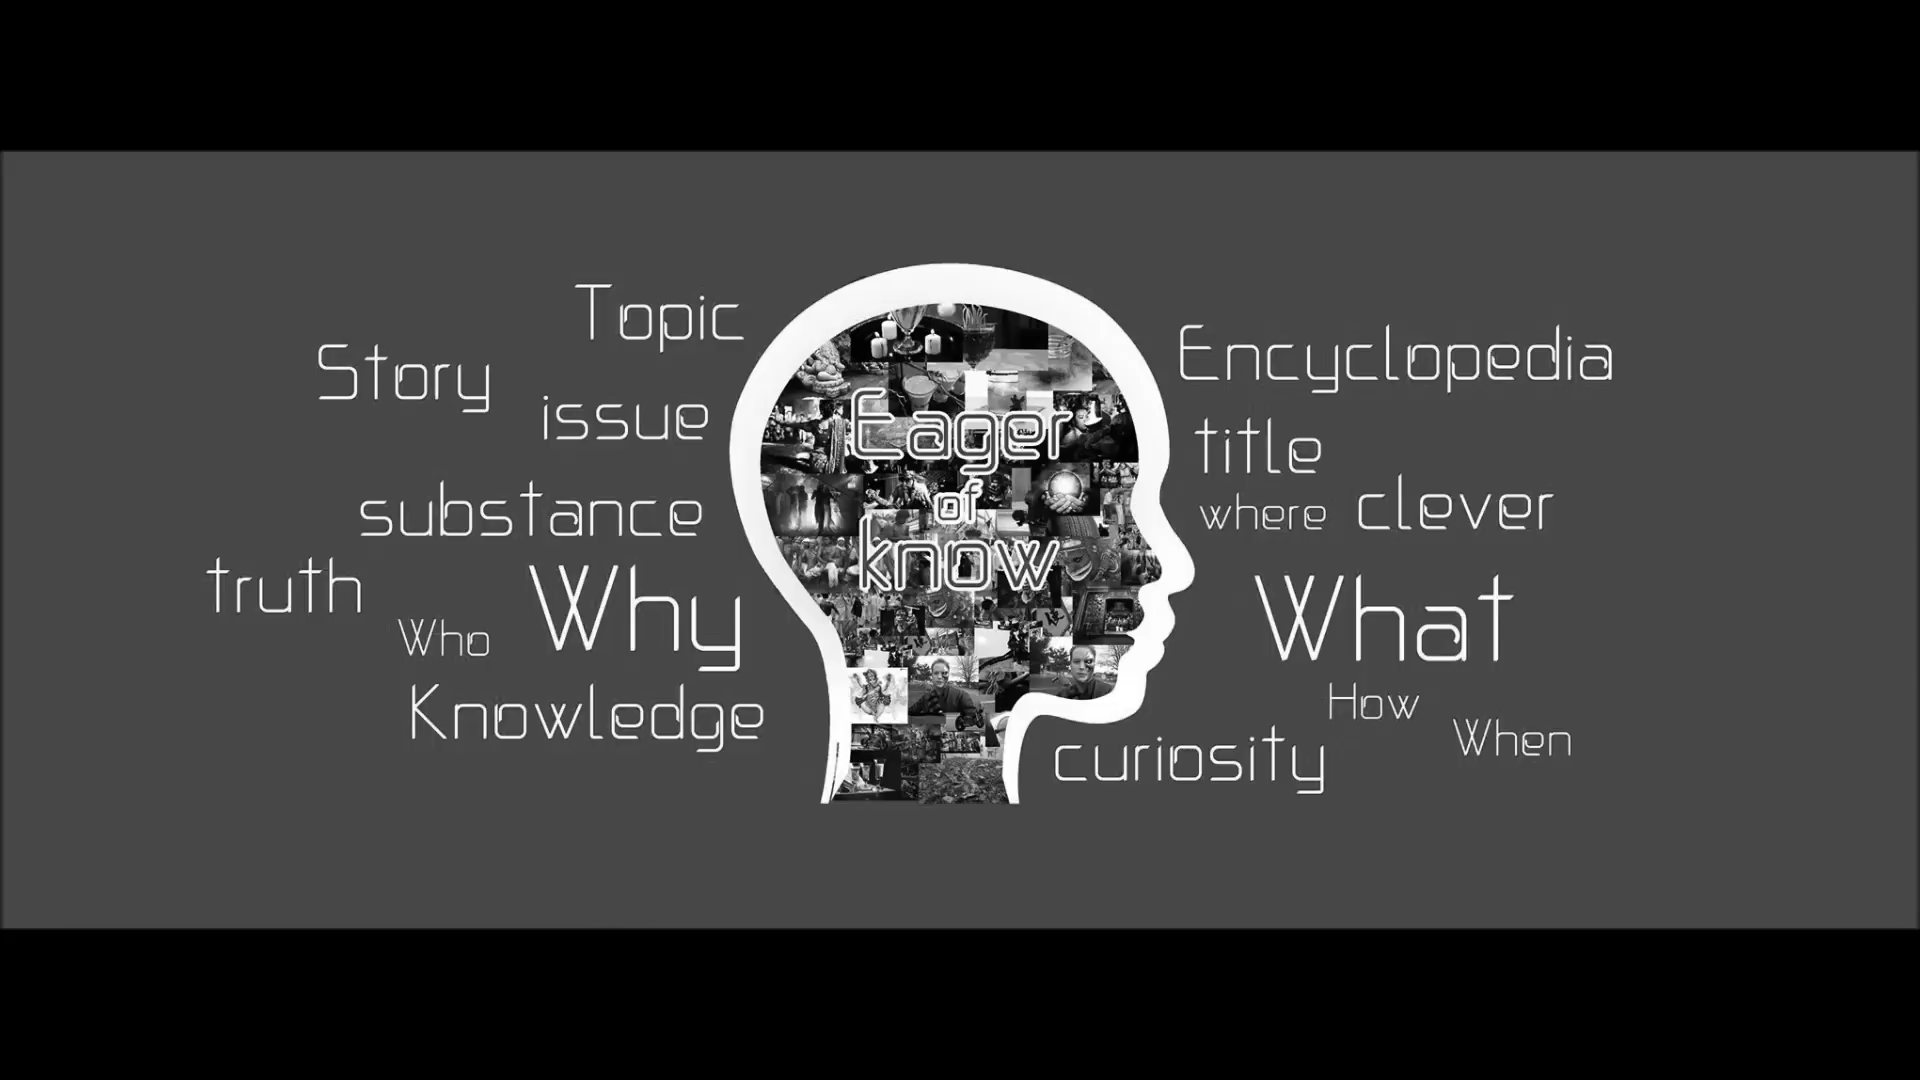 Topic
Story
issue
substance
truth
Who
Why
Knowledge
Eager
of
know
Encyclopedia
title
where
clever
What
How
When
curiosity